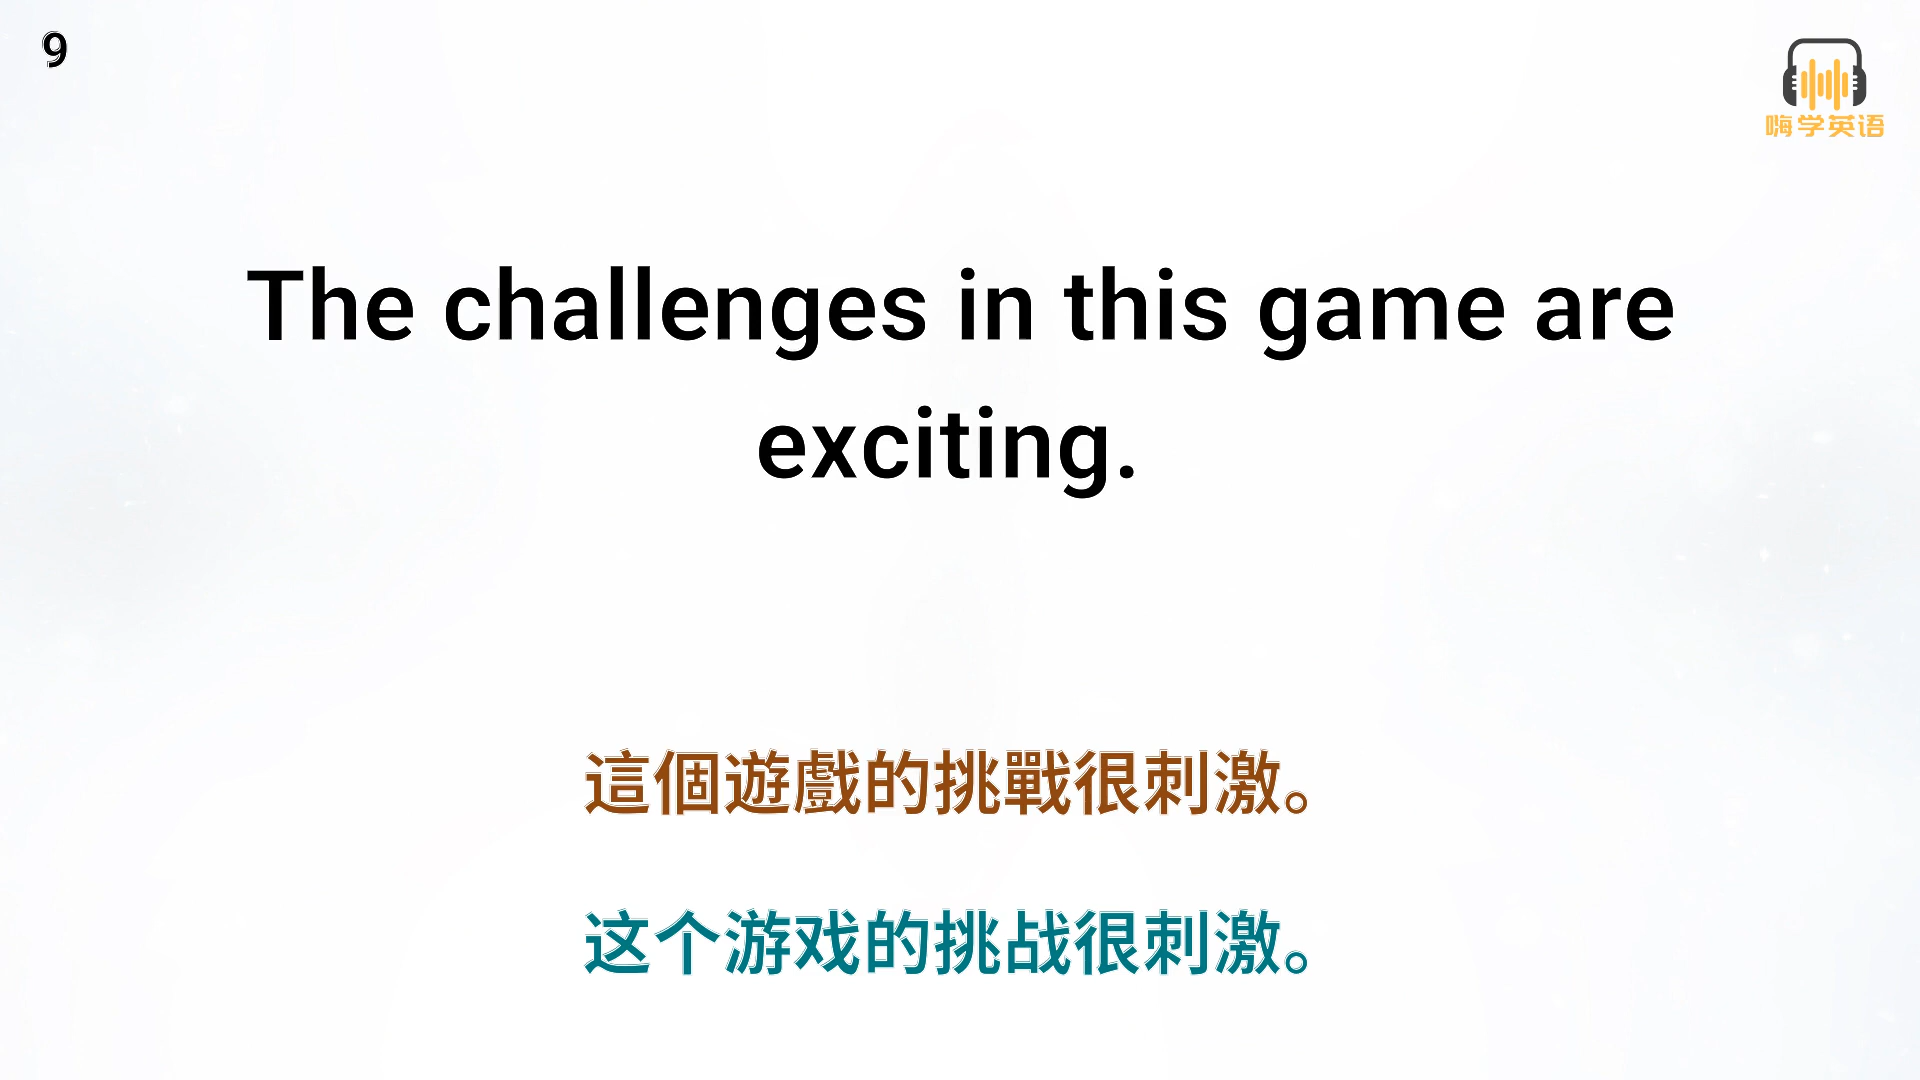 9
嗨学英语
The challenges in this game are
exciting.
這個遊戲的挑戰很刺激。
这个游戏的挑战很刺激。